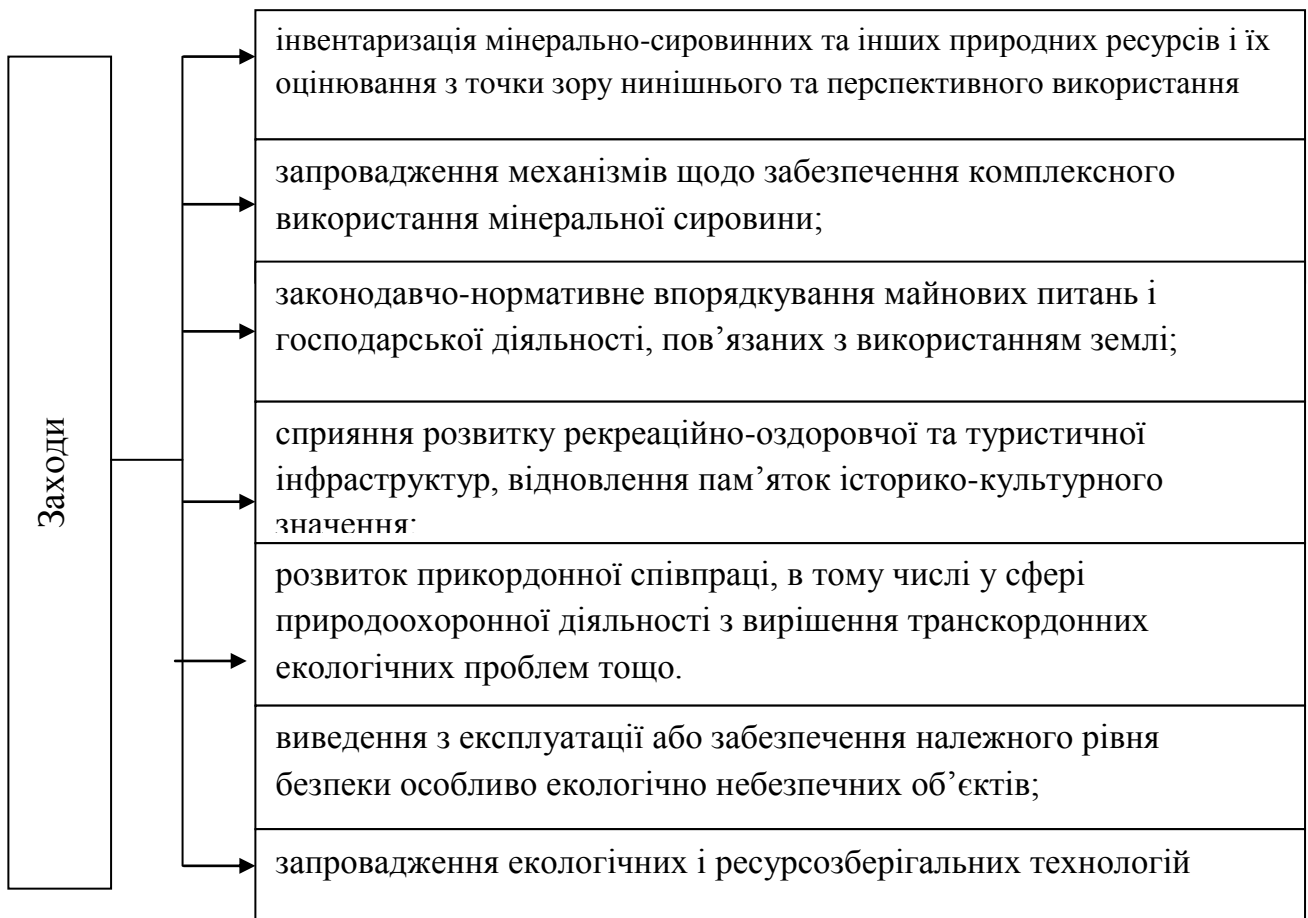 Заходи
інвентаризація мінерально-сировинних та інших природних ресурсів і їх
оцінювання з точки зору нинішнього та перспективного використання
запровадження механізмів щодо забезпечення комплексного
використання мінеральної сировини;
законодавчо-нормативне впорядкування майнових питань і
господарської діяльності, пов’язаних з використанням землі;
сприяння розвитку рекреаційно-оздоровчої та туристичної
інфраструктур, відновлення пам’яток історико-культурного
значення;
розвиток прикордонної співпраці, в тому числі у сфері
природоохоронної діяльності з вирішення транскордонних
екологічних проблем тощо.
виведення з експлуатації або забезпечення належного рівня
безпеки особливо екологічно небезпечних об’єктів;
запровадження екологічних і ресурсозберігальних технологій